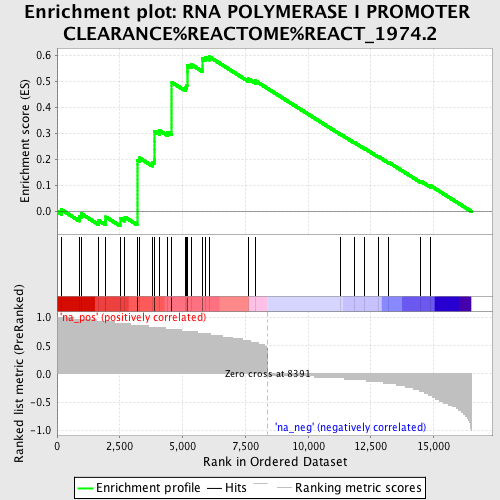 Enrichment plot: RNA POLYMERASE I PROMOTER
CLEARANCE%REACTOME%REACT_1974.2
Enrichment score (ES)
0.6
0.5
0.4
0.3
0.2
0.1
0.0
Ranked list metric (PreRanked)
1.0
0.5
0.0
-0.5
-1.0
'na_pos' (positively correlated)
Zero cross at 8391
'na_neg' (negatively correlated)
0
2,500
5,000
7,500
10,000
12,500
15,000
Rank in Ordered Dataset
Enrichment profile
Hits
Ranking metric scores